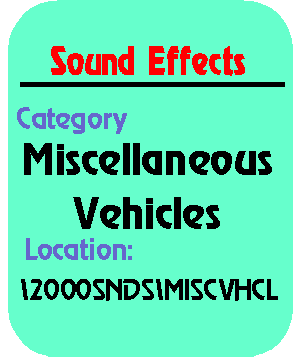 Sound Effects
Category
Miscellaneous
Vehicles
Location:
\2000SNDS\MISCVHCL